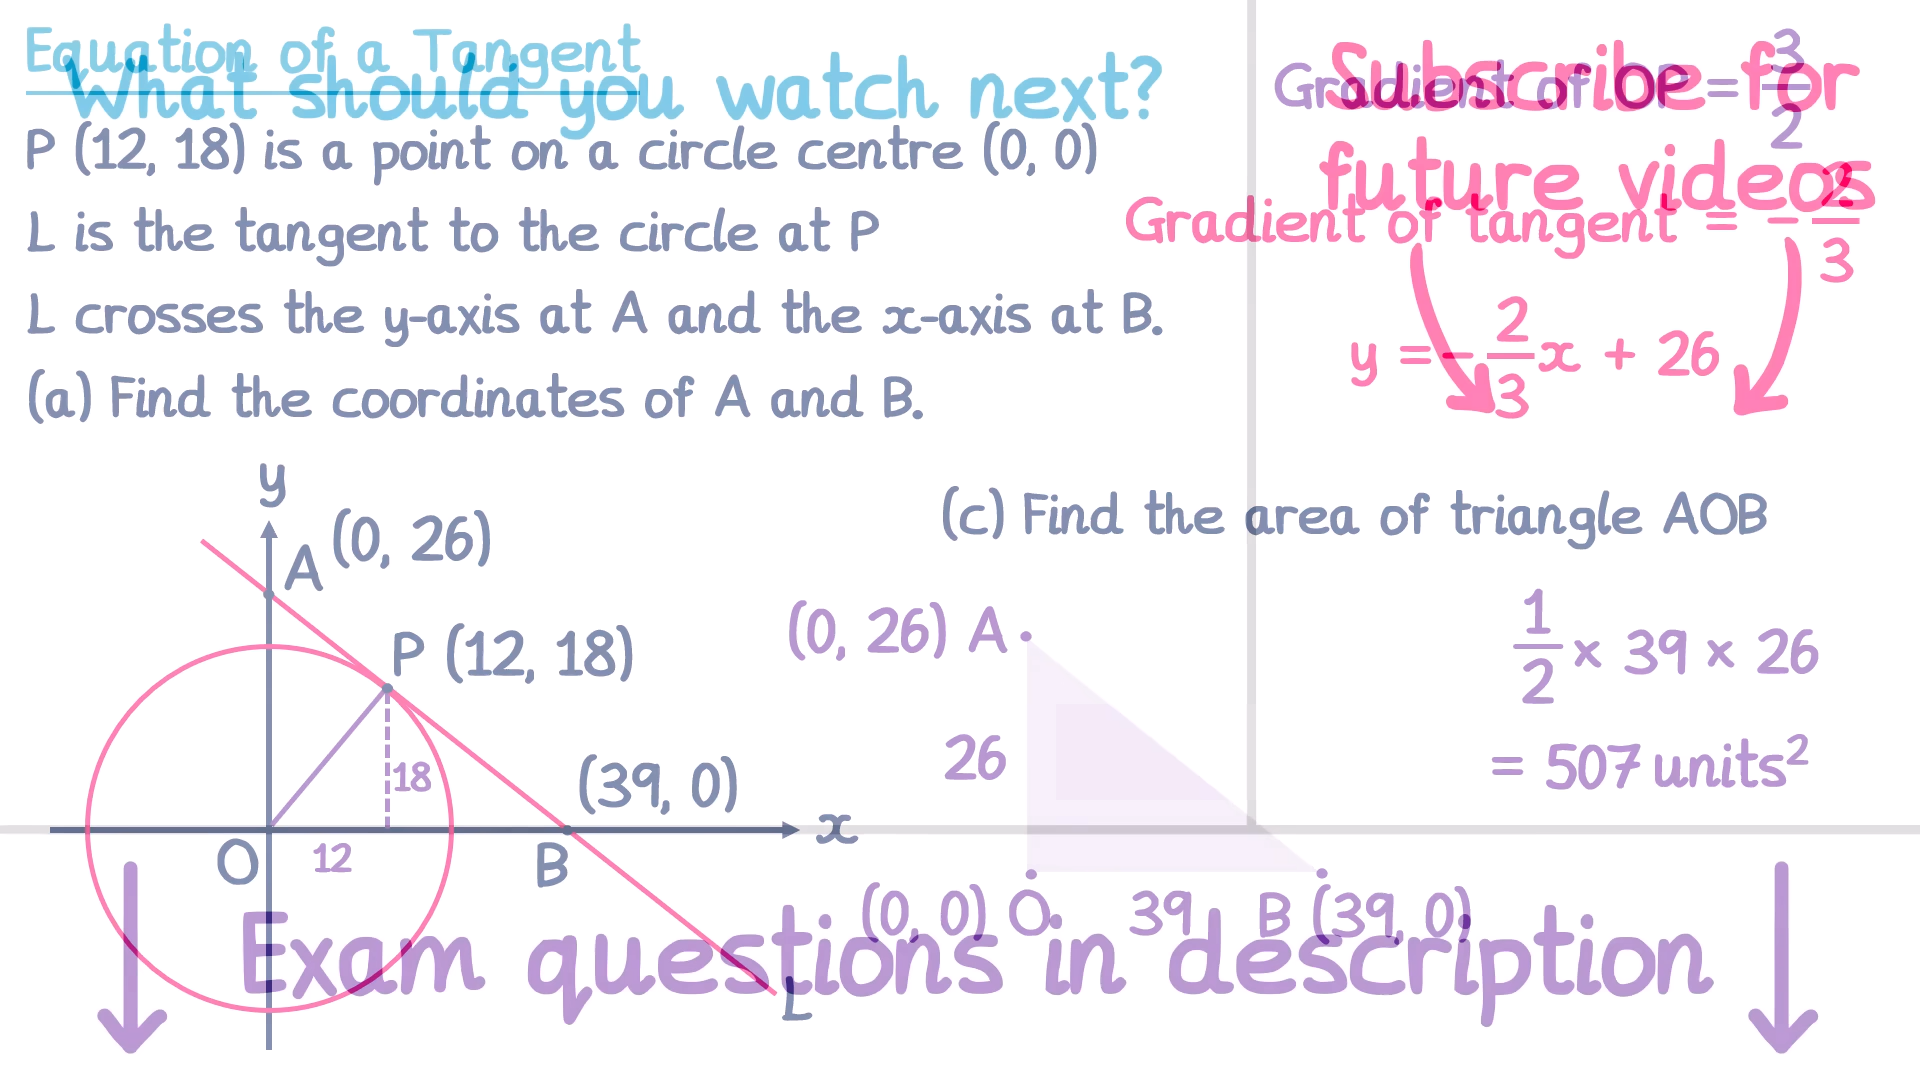 Equation of a Tangent
What should you watch next?
P (12, 18) is a point on a circle centre (0, 0)
L is the tangent to the circle at P
L crosses the y-axis at A and the x-axis at B.
(a) Find the coordinates of A and B.
Subscribe for
future videos
Gradient of OP = 3/2
Gradient of tangent = − 2/3
y = − 2/3 x + 26
y
A (0, 26)
P (12, 18)
18
(39, 0)
x
O
12
B
L
(c) Find the area of triangle AOB
(0, 26) A
26
(0, 0) O
39
B (39, 0)
1/2 × 39 × 26
= 507 units²
Exam questions in description